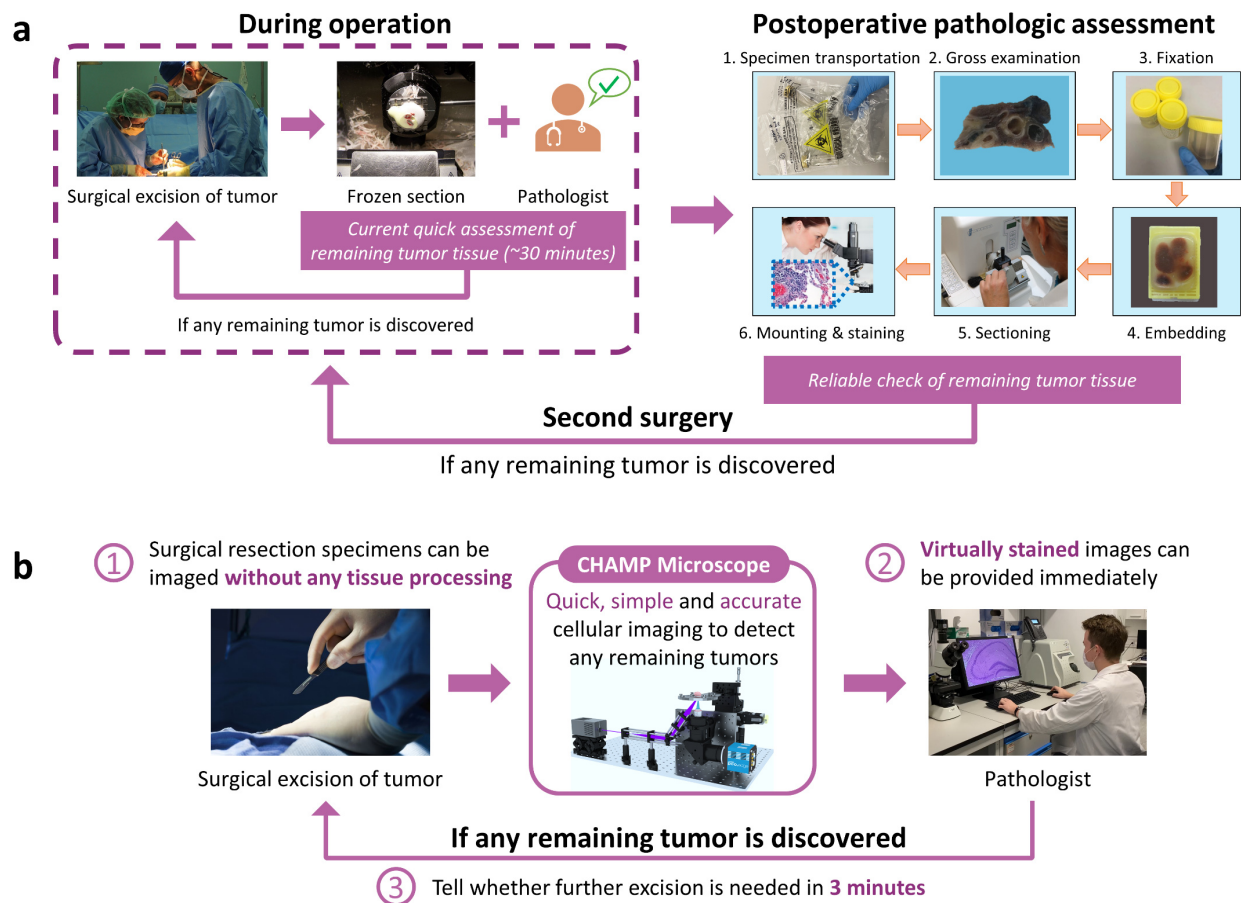 a
During operation
Postoperative pathologic assessment
1. Specimen transportation
2. Gross examination
3. Fixation
Surgical excision of tumor
Frozen section
Pathologist
Current quick assessment of
remaining tumor tissue (~30 minutes)
If any remaining tumor is discovered
6. Mounting & staining
5. Sectioning
4. Embedding
Reliable check of remaining tumor tissue
Second surgery
If any remaining tumor is discovered
b
1
Surgical resection specimens can be
imaged without any tissue processing
CHAMP Microscope
Quick, simple and accurate
cellular imaging to detect
any remaining tumors
2
Virtually stained images can
be provided immediately
Surgical excision of tumor
Pathologist
If any remaining tumor is discovered
3
Tell whether further excision is needed in 3 minutes